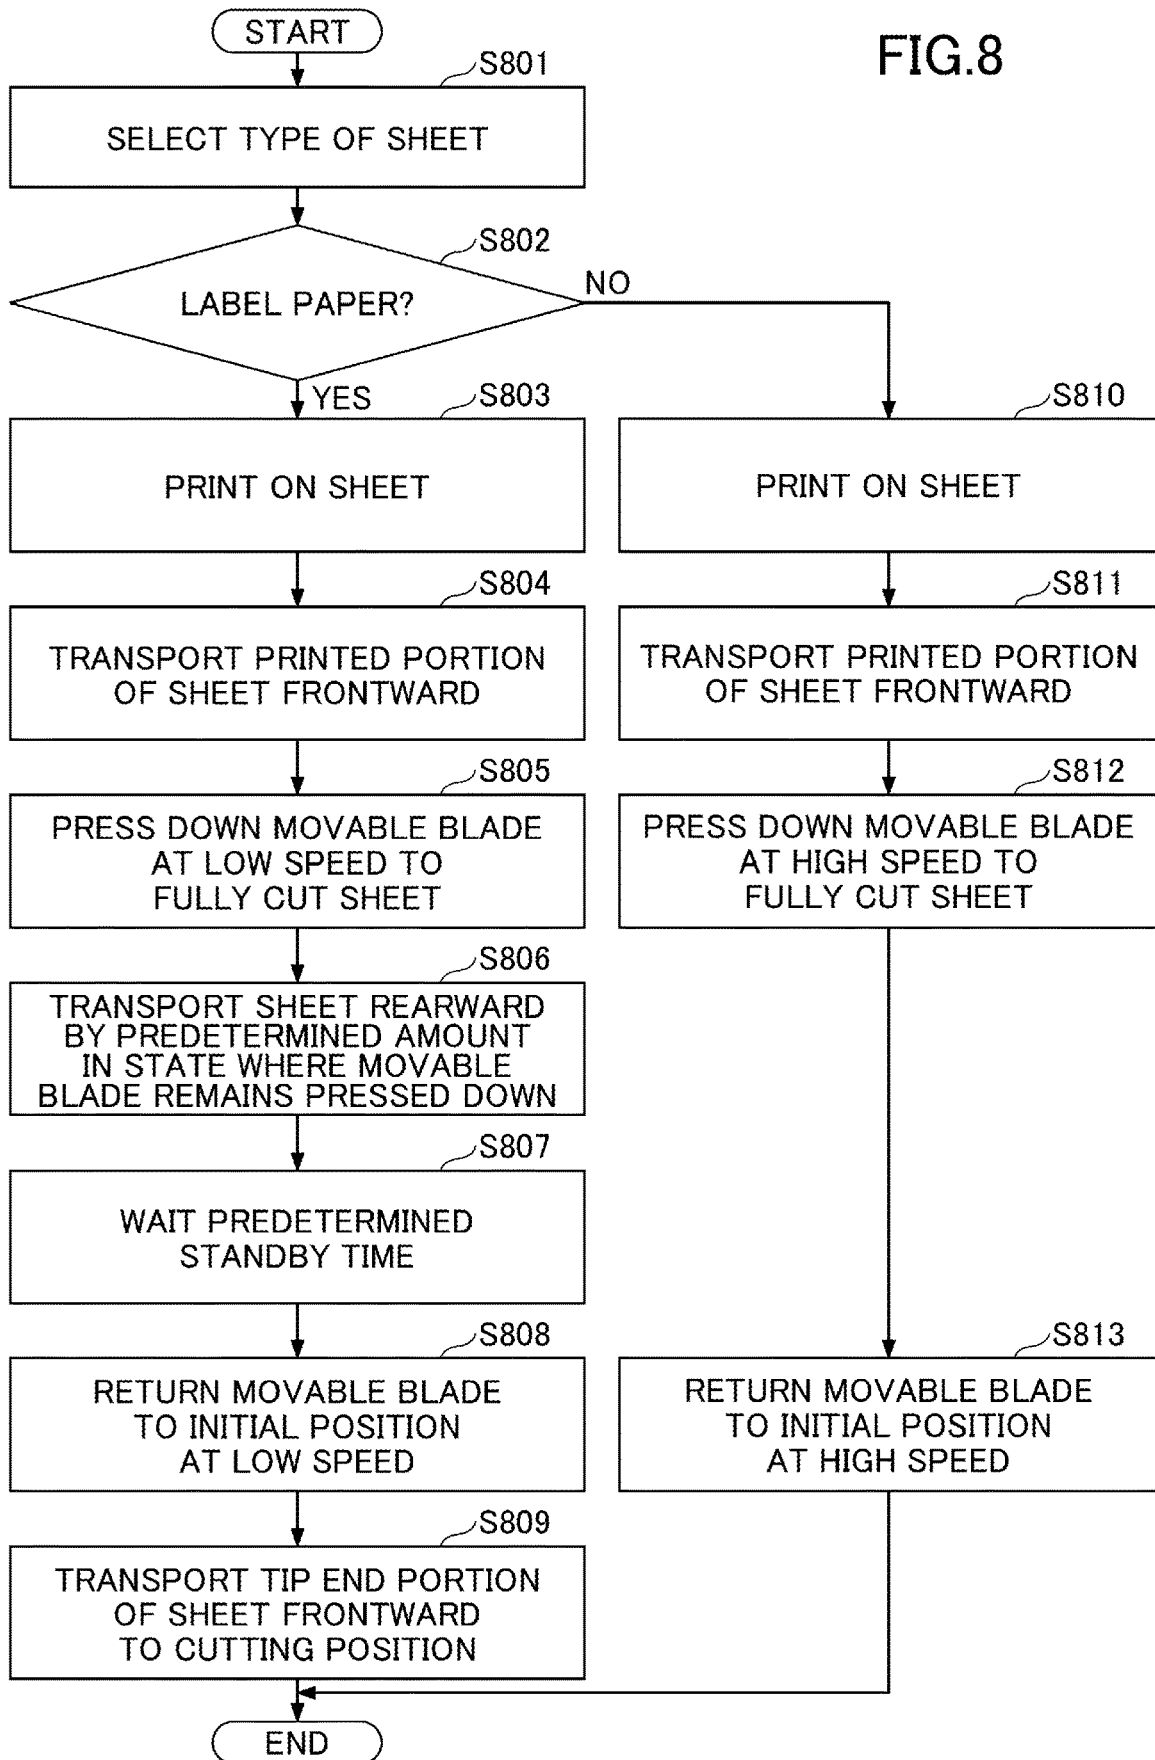 START
FIG.8
S801
SELECT TYPE OF SHEET
S802
LABEL PAPER?
NO
YES
S803
PRINT ON SHEET
S804
TRANSPORT PRINTED PORTION
OF SHEET FRONTWARD
S805
PRESS DOWN MOVABLE BLADE
AT LOW SPEED TO
FULLY CUT SHEET
S806
TRANSPORT SHEET REARWARD
BY PREDETERMINED AMOUNT
IN STATE WHERE MOVABLE
BLADE REMAINS PRESSED DOWN
S807
WAIT PREDETERMINED
STANDBY TIME
S808
RETURN MOVABLE BLADE
TO INITIAL POSITION
AT LOW SPEED
S809
TRANSPORT TIP END PORTION
OF SHEET FRONTWARD
TO CUTTING POSITION
S810
PRINT ON SHEET
S811
TRANSPORT PRINTED PORTION
OF SHEET FRONTWARD
S812
PRESS DOWN MOVABLE BLADE
AT HIGH SPEED TO
FULLY CUT SHEET
S813
RETURN MOVABLE BLADE
TO INITIAL POSITION
AT HIGH SPEED
END